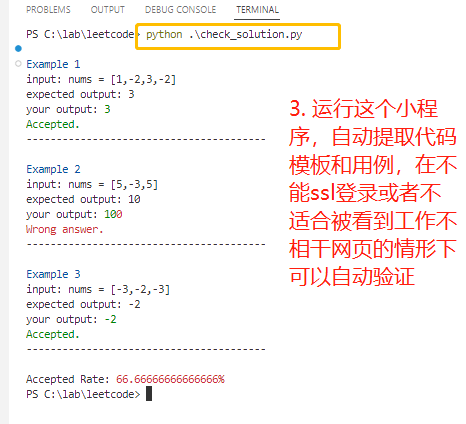 PROBLEMS OUTPUT DEBUG CONSOLE TERMINAL
PS C:\lab\leetcode> python .\check_solution.py
Example 1
input: nums = [1,-2,3,-2]
expected output: 3
your output: 3
Accepted.
----------------------------------------
Example 2
input: nums = [5,-3,5]
expected output: 10
your output: 100
Wrong answer.
----------------------------------------
Example 3
input: nums = [-3,-2,-3]
expected output: -2
your output: -2
Accepted.
----------------------------------------
Accepted Rate: 66.66666666666666%
PS C:\lab\leetcode>
3. 运行这个小程
序，自动提取代码
模板和用例，在不
能ssl登录或者不
适合被看到工作不
相干网页的情形下
可以自动验证